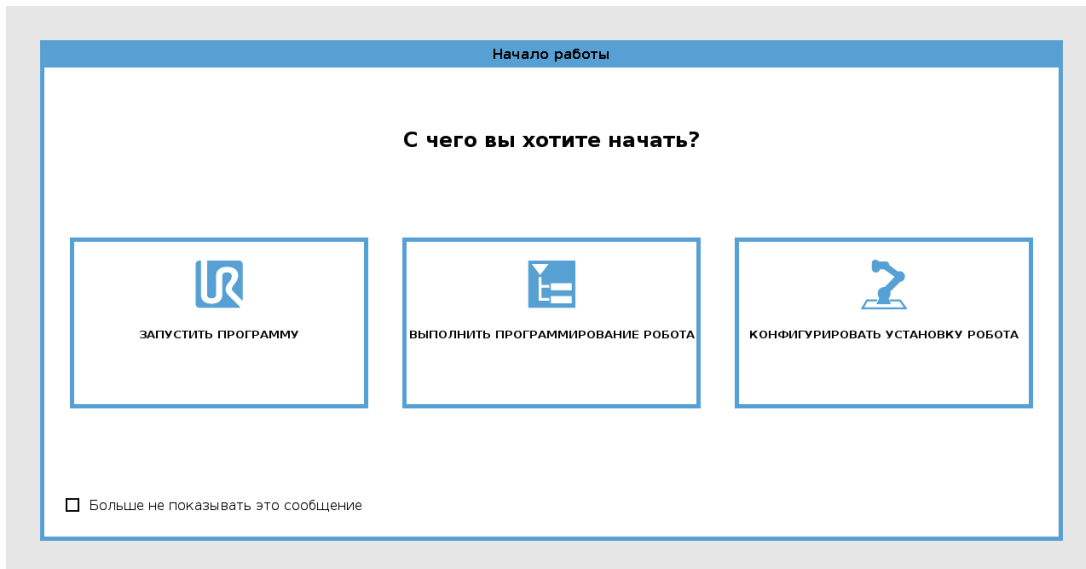 Начало работы
С чего вы хотите начать?
ЗАПУСТИТЬ ПРОГРАММУ
ВЫПОЛНИТЬ ПРОГРАММИРОВАНИЕ РОБОТА
КОНФИГУРИРОВАТЬ УСТАНОВКУ РОБОТА
Больше не показывать это сообщение